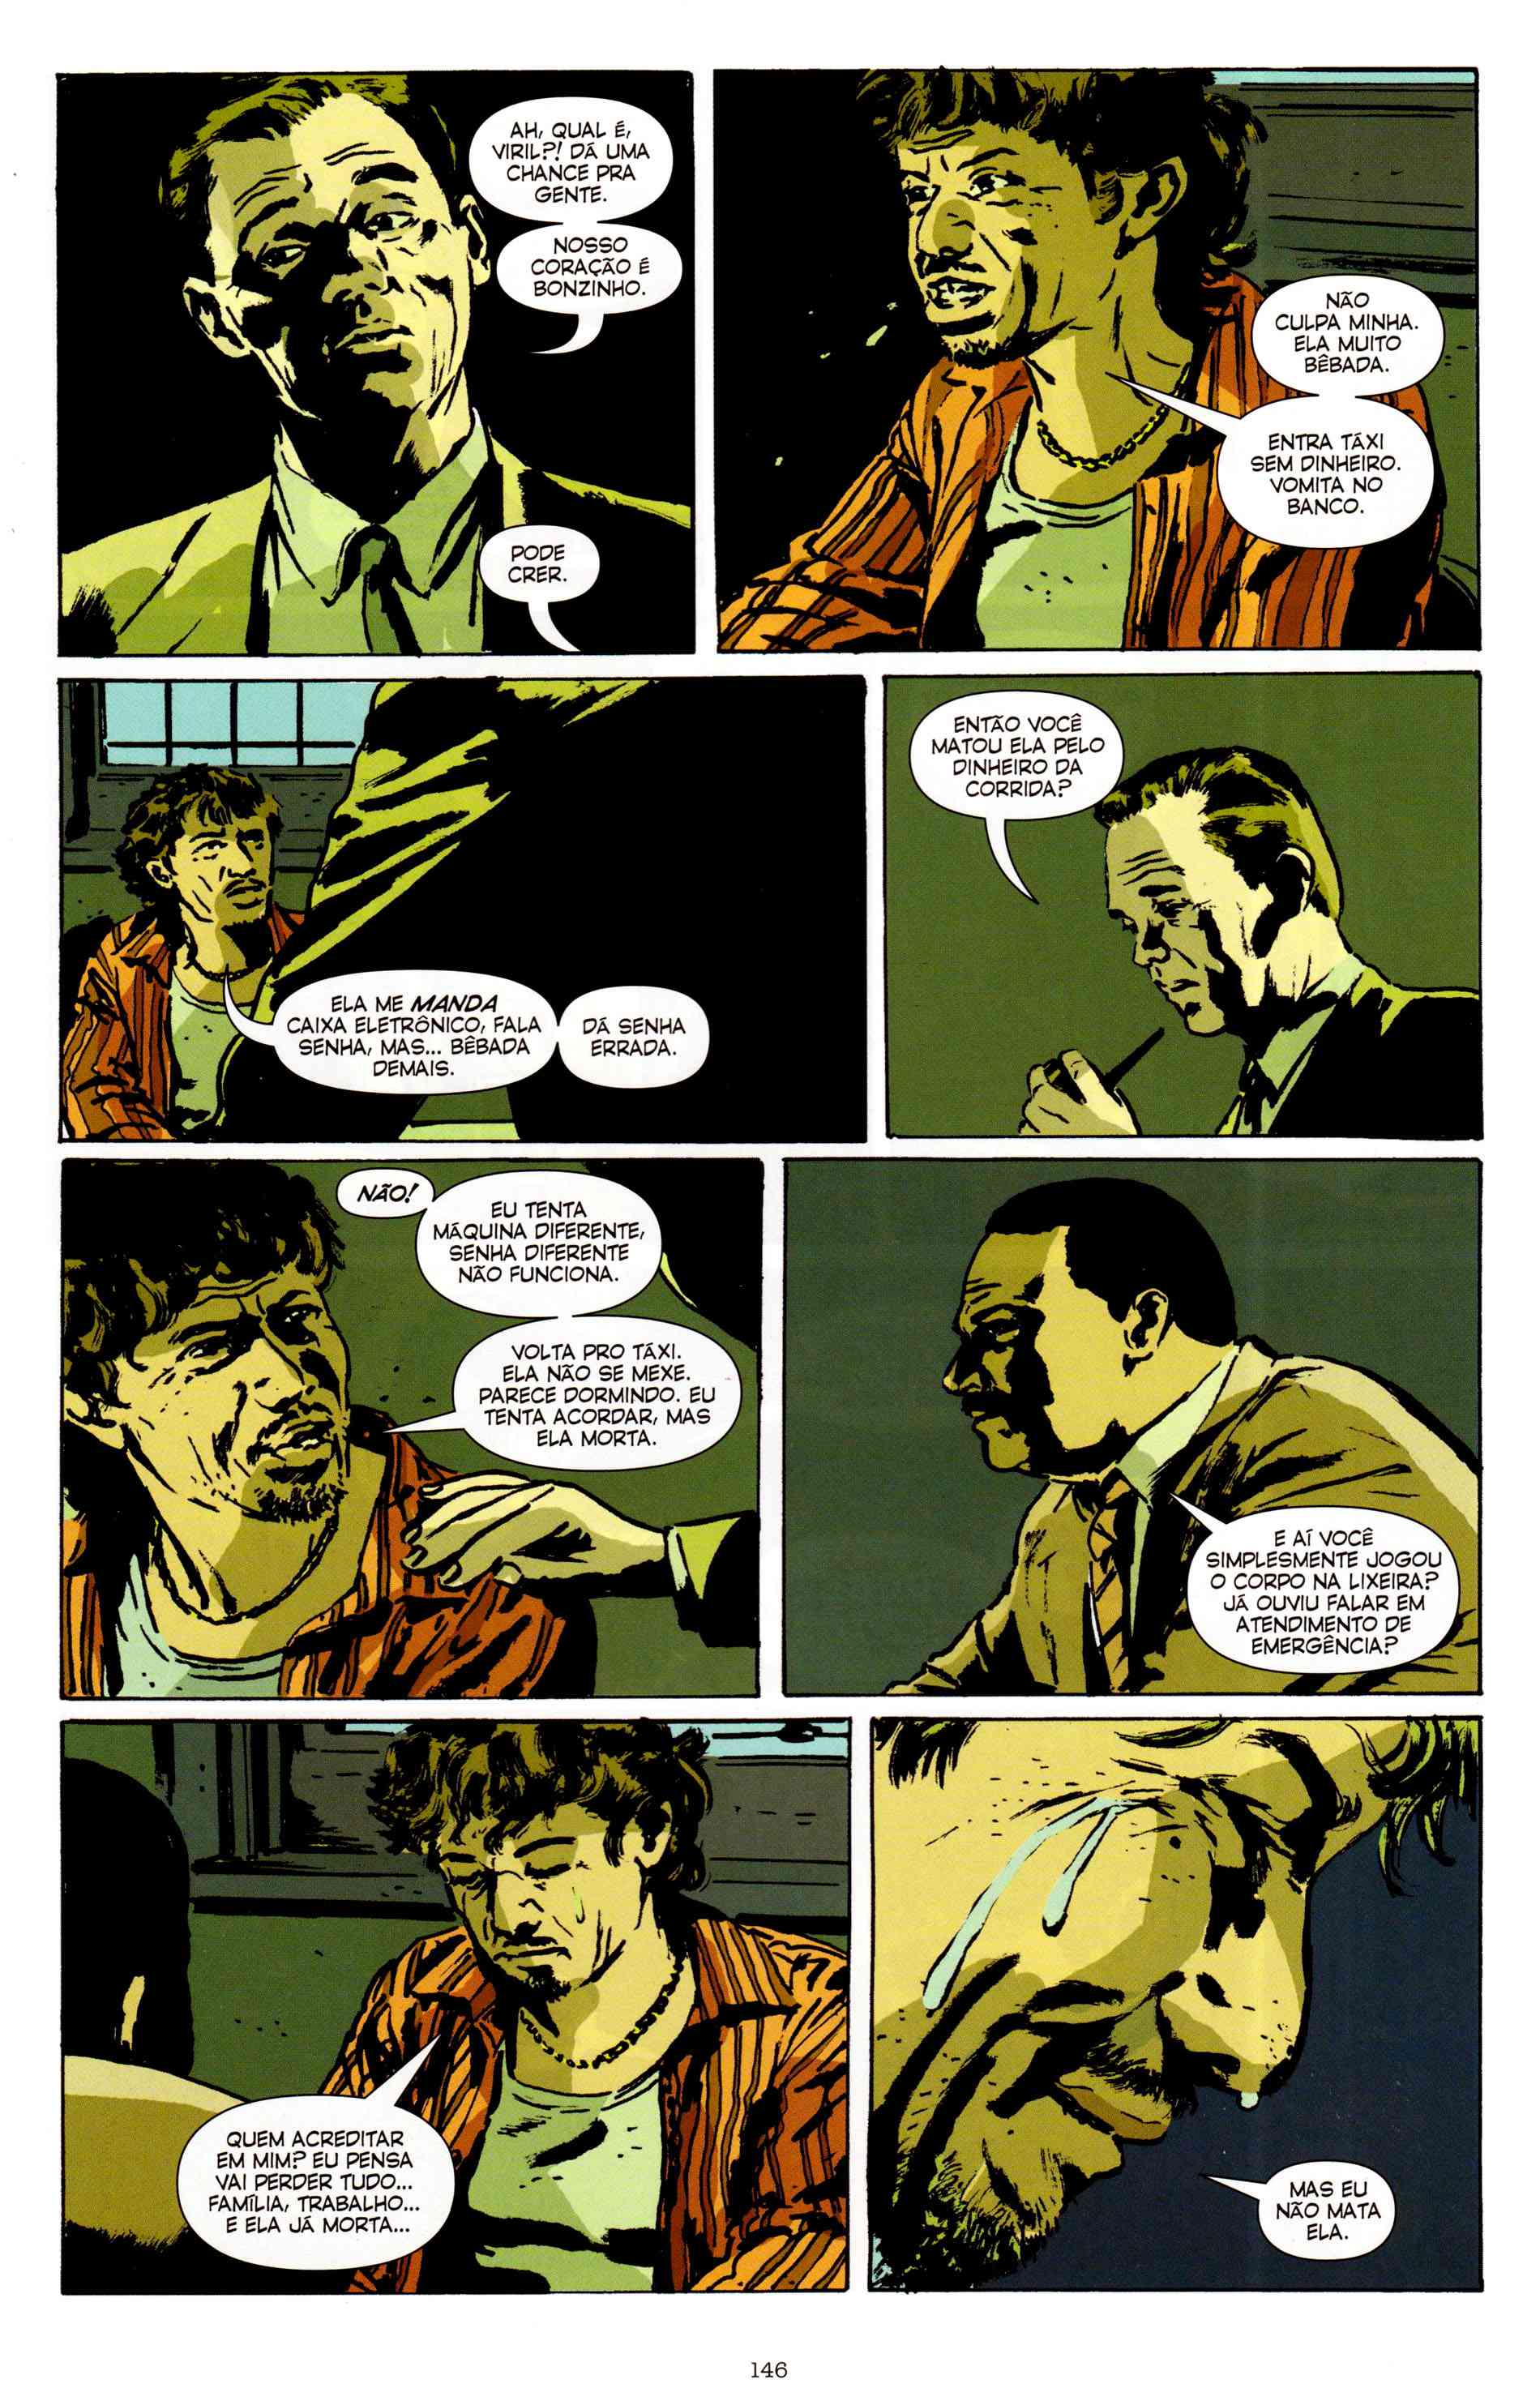 AH, QUAL É,
VIRIL?! DÁ UMA
CHANCE PRA
GENTE.
NOSSO
CORAÇÃO É
BONZINHO.
PODE
CRER.
NÃO
CULPA MINHA.
ELA MUITO
BÊBADA.
ENTRA TÁXI
SEM DINHEIRO.
VOMITA NO
BANCO.
ELA ME MANDA
CAIXA ELETRÔNICO, FALA
SENHA, MAS... BÊBADA
DEMAIS.
DÁ SENHA
ERRADA.
ENTÃO VOCÊ
MATOU ELA PELO
DINHEIRO DA
CORRIDA?
NÃO!
EU TENTA
MÁQUINA DIFERENTE,
SENHA DIFERENTE
NÃO FUNCIONA.
VOLTA PRO TÁXI.
ELA NÃO SE MEXE.
PARECE DORMINDO. EU
TENTA ACORDAR, MAS
ELA MORTA.
E AÍ VOCÊ
SIMPLESMENTE JOGOU
O CORPO NA LIXEIRA?
JÁ OUVIU FALAR EM
ATENDIMENTO DE
EMERGÊNCIA?
QUEM ACREDITAR
EM MIM? EU PENSA
VAI PERDER TUDO...
FAMÍLIA, TRABALHO...
E ELA JÁ MORTA...
MAS EU
NÃO MATA
ELA.
146